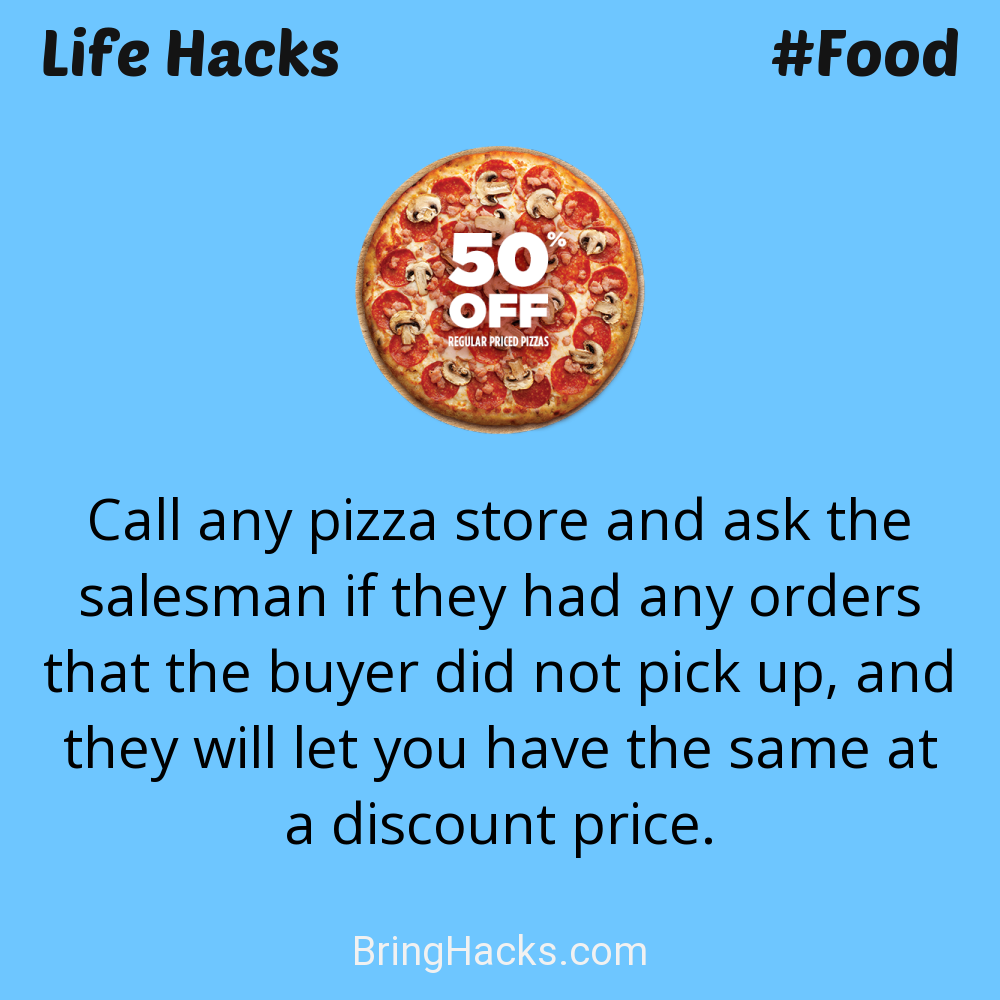 Life Hacks #Food
50%
OFF
REGULAR PRICED PIZZAS
Call any pizza store and ask the
salesman if they had any orders
that the buyer did not pick up, and
they will let you have the same at
a discount price.
BringHacks.com